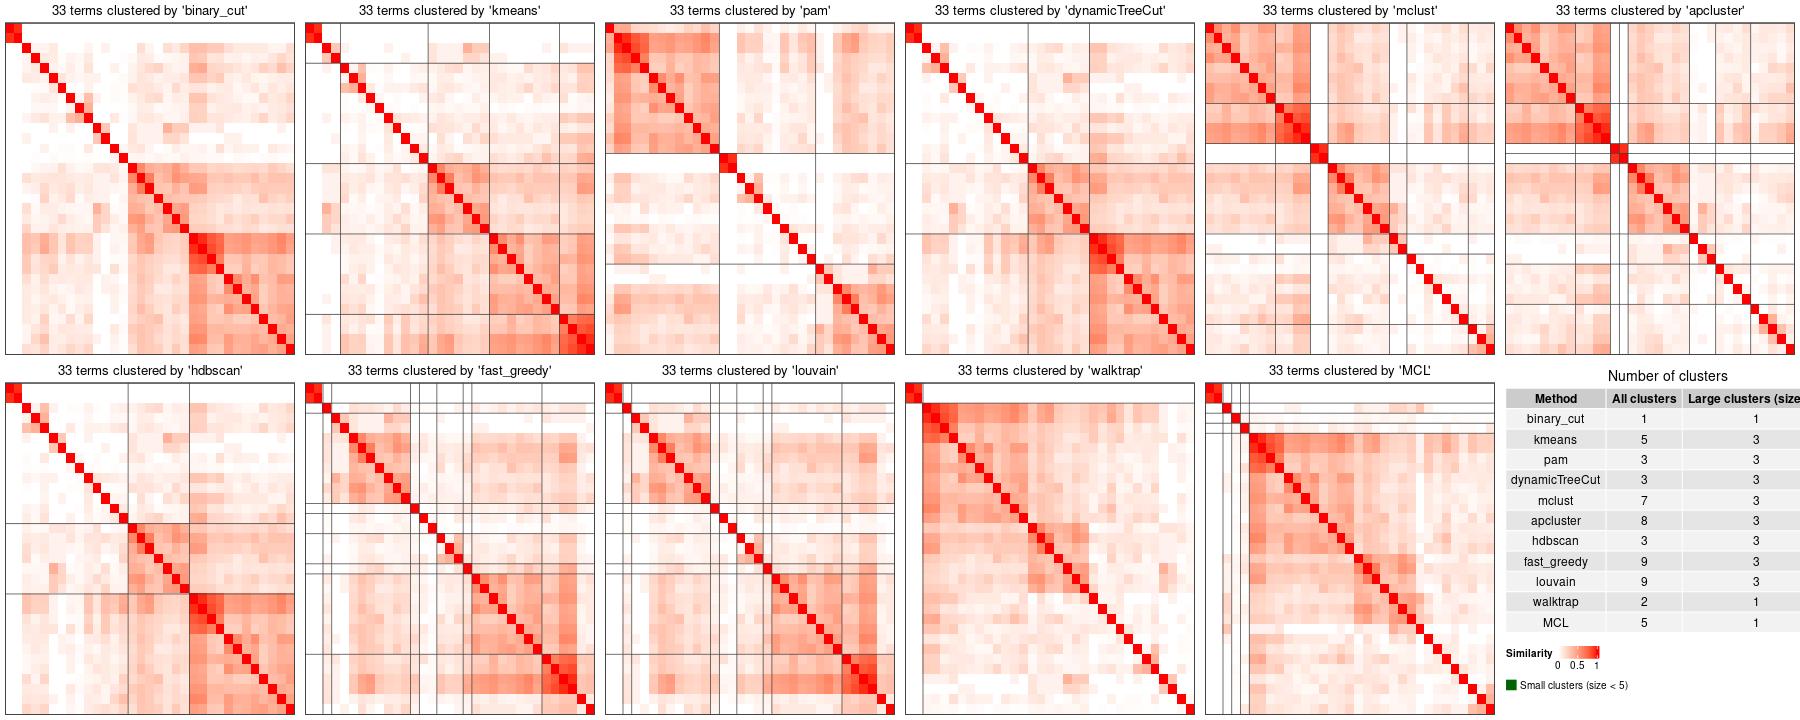 33 terms clustered by 'binary_cut'
33 terms clustered by 'kmeans'
33 terms clustered by 'pam'
33 terms clustered by 'dynamicTreeCut'
33 terms clustered by 'mclust'
33 terms clustered by 'apcluster'
33 terms clustered by 'hdbscan'
33 terms clustered by 'fast_greedy'
33 terms clustered by 'louvain'
33 terms clustered by 'walktrap'
33 terms clustered by 'MCL'
Number of clusters
Method All clusters Large clusters (size
binary_cut 1 1
kmeans 5 3
pam 3 3
dynamicTreeCut 3 3
mclust 7 3
apcluster 8 3
hdbscan 3 3
fast_greedy 9 3
louvain 9 3
walktrap 2 1
MCL 5 1
Similarity
0 0.5 1
Small clusters (size < 5)